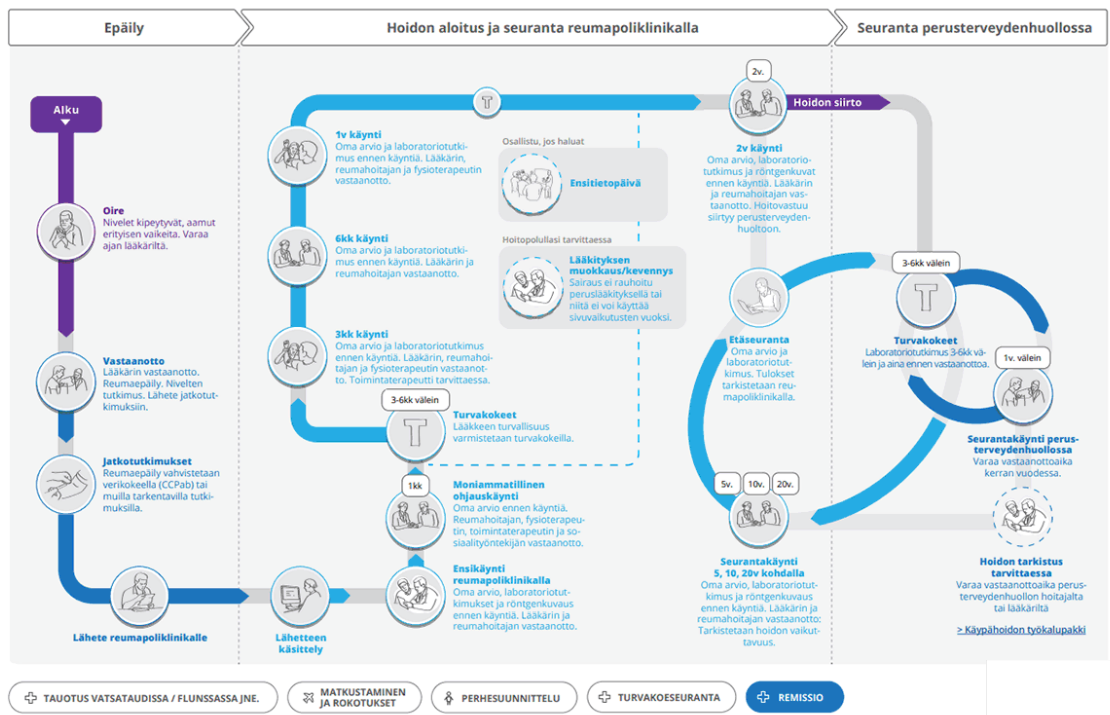 Epäily
Hoidon aloitus ja seuranta reumapoliklinikalla
Seuranta perusterveydenhuollossa
Alku
Oire
Nivelet kipeytyvät, aamut
erityisen vaikeita. Varaa
ajan lääkäriltä.
Vastaanotto
Lääkärin vastaanotto.
Reumaepäily. Nivelten
tutkimus. Lähete jatkotut-
kimuksiin.
Jatkotutkimukset
Reumaepäily vahvistetaan
verikokeella (CCPab) tai
muilla tarkentavilla tutki-
muksilla.
Lähete reumapoliklinikalle
Lähetteen
käsittely
Ensikäynti
reumapoliklinikalla
Oma arvio, laboratoriotut-
kimukset ja röntgenkuvaus
ennen käyntiä. Lääkärin ja
reumahoitajan vastaanotto.
1kk
Moniammatillinen
ohjauskäynti
Oma arvio ennen käyntiä.
Reumahoitajan, fysioterapeu-
tin, toimintaterapeutin ja so-
siaalityöntekijän vastaanotto.
3-6kk välein
T
Turvakokeet
Lääkkeen turvallisuus
varmistetaan turvakokeilla.
3kk käynti
Oma arvio ja laboratoriotutkimus
ennen käyntiä. Lääkärin, reumahoi-
tajan ja fysioterapeutin vastaanot-
to. Toimintaterapeutti tarvittaessa.
6kk käynti
Oma arvio ja laboratoriotutki-
mus ennen käyntiä. Lääkärin ja
reumahoitajan vastaanotto.
1v käynti
Oma arvio ja laboratoriotutki-
mus ennen käyntiä. Lääkärin,
reumahoitajan ja fysioterapeutin
vastaanotto.
T
Osallistu, jos haluat
Ensitietopäivä
Hoitopolullasi tarvittaessa
Lääkityksen
muokkaus/kevennys
Sairaus ei rauhoitu
peruslääkityksellä tai
niitä ei voi käyttää
sivuvaikutusten vuoksi.
2v.
Hoidon siirto
2v käynti
Oma arvio, laboratorio-
tutkimus ja röntgenkuvat
ennen käyntiä. Lääkärin
ja reumahoitajan vas-
taanotto. Hoitovastuu
siirtyy perusterveyden-
huoltoon.
Etäseuranta
Oma arvio ja
laboratoriotut-
kimus. Tulokset
tarkistetaan reu-
mapoliklinikalla.
5v.
10v.
20v.
Seurantakäynti
5, 10, 20v kohdalla
Oma arvio, laboratoriotut-
kimus ja röntgenkuvaus
ennen käyntiä. Lääkärin ja
reumahoitajan vastaanotto:
Tarkistetaan hoidon vaikut-
tavuus.
3-6kk välein
T
Turvakokeet
Laboratoriotutkimus 3-6kk vä-
lein ja aina ennen vastaanottoa.
1v. välein
Seurantakäynti perus-
terveydenhuollossa
Varaa vastaanottoaika
kerran vuodessa.
Hoidon tarkistus
tarvittaessa
Varaa vastaanottoaika perus-
terveydenhuollon hoitajalta
tai lääkäriltä
> Käypähoidon työkalupakki
TAUOTUS VATSATAUDISSA / FLUNSSASSA JNE.
MATKUSTAMINEN
JA ROKOTUKSET
PERHESUUNNITTELU
TURVAKOESEURANTA
REMISSIO